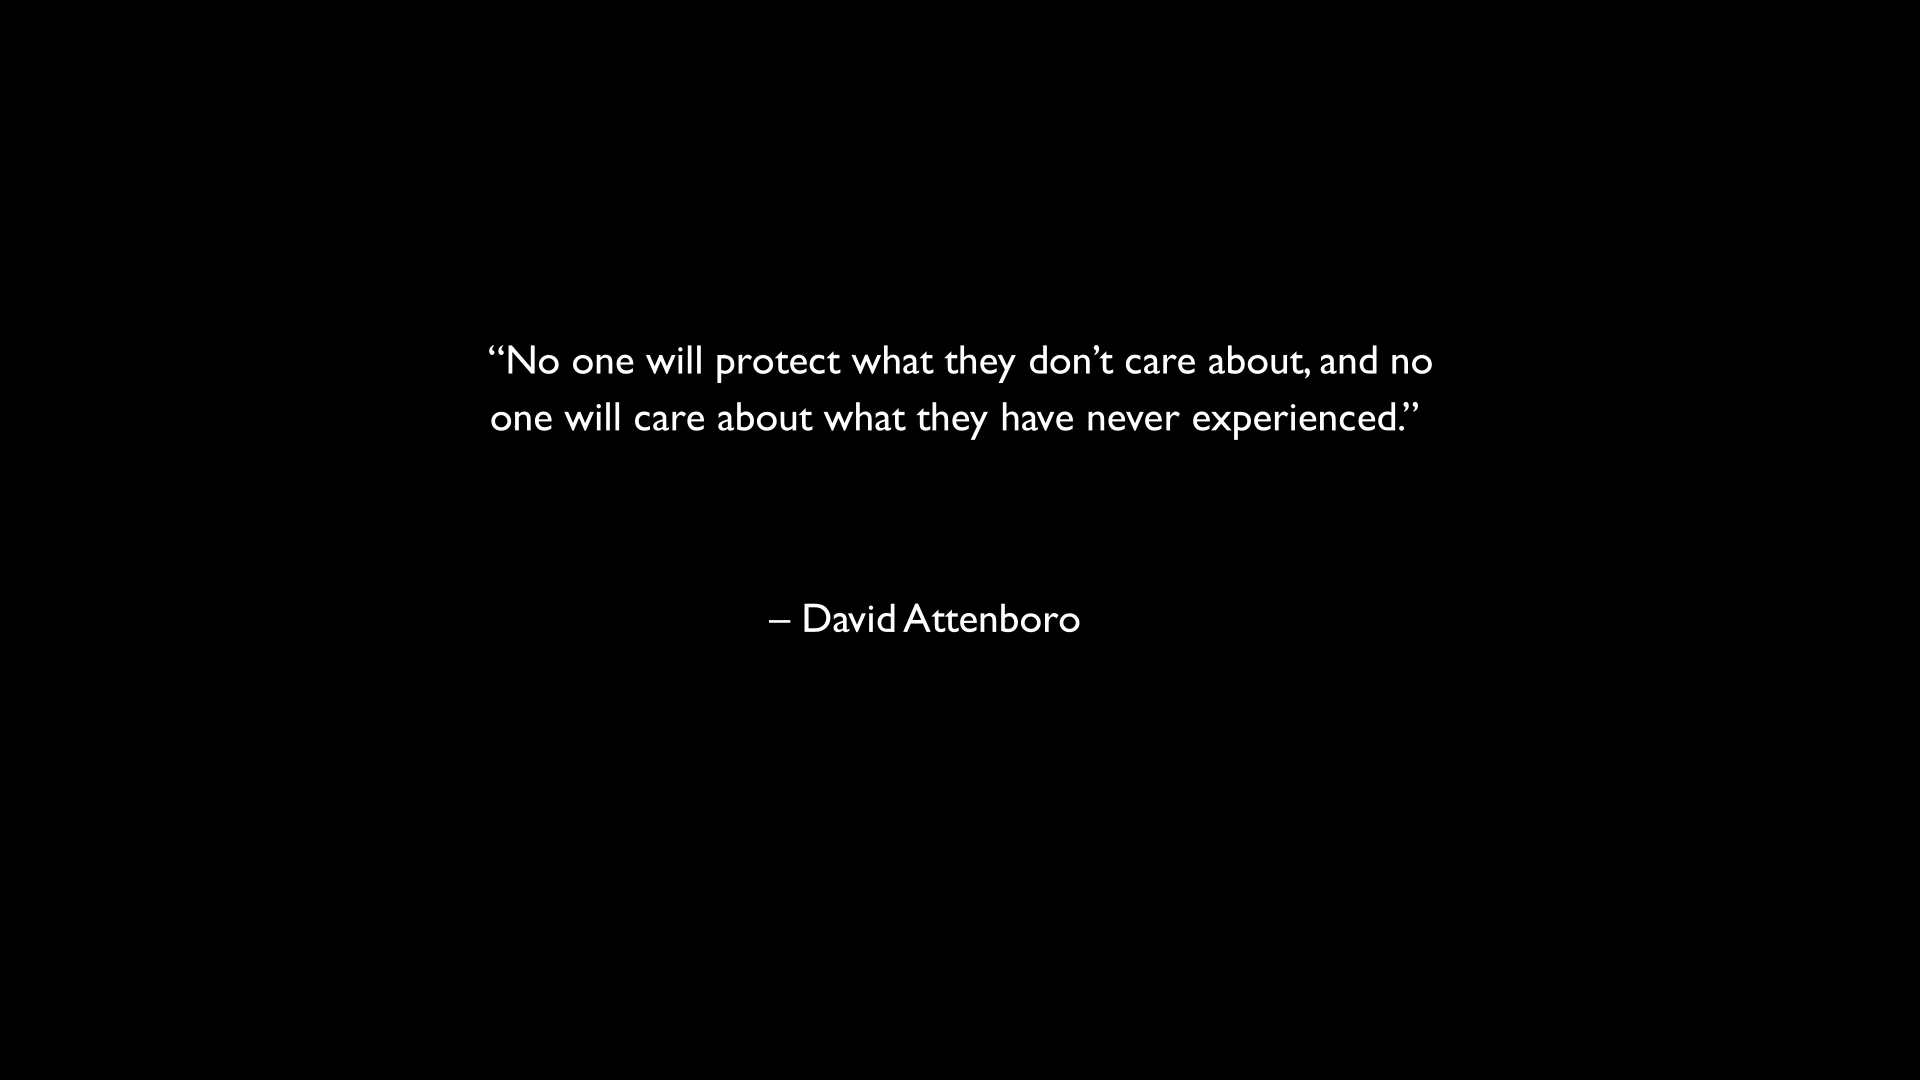 “No one will protect what they don’t care about, and no
one will care about what they have never experienced.”
– David Attenboro